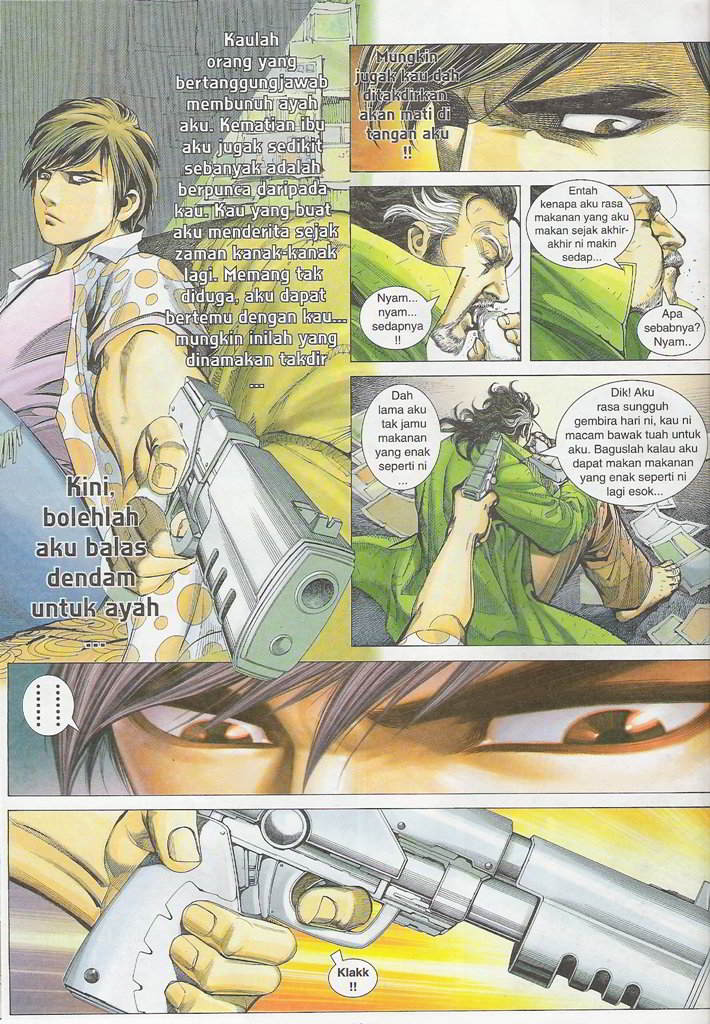 Kaulah
orang yang
bertanggungjawab
membunuh ayah
aku. Kematian ibu
aku jugak sedikit
sebanyak adalah
berpunca daripada
kau. Kau yang buat
aku menderita sejak
zaman kanak-kanak
lagi. Memang tak
diduga, aku dapat
bertemu dengan kau...
mungkin inilah yang
dinamakan takdir
...
Kini,
bolehlah
aku balas
dendam
untuk ayah
...
Mungkin
jugak kau dah
ditakdirkan
akan mati di
tangan aku
!!
Nyam...
nyam...
sedapnya
!!
Entah
kenapa aku rasa
makanan yang aku
makan sejak akhir-
akhir ni makin
sedap...
Apa
sebabnya?
Nyam..
Dah
lama aku
tak jamu
makanan
yang enak
seperti ni
...
Dik! Aku
rasa sungguh
gembira hari ni, kau ni
macam bawak tuah untuk
aku. Baguslah kalau aku
dapat makan makanan
yang enak seperti ni
lagi esok...
Klakk
!!